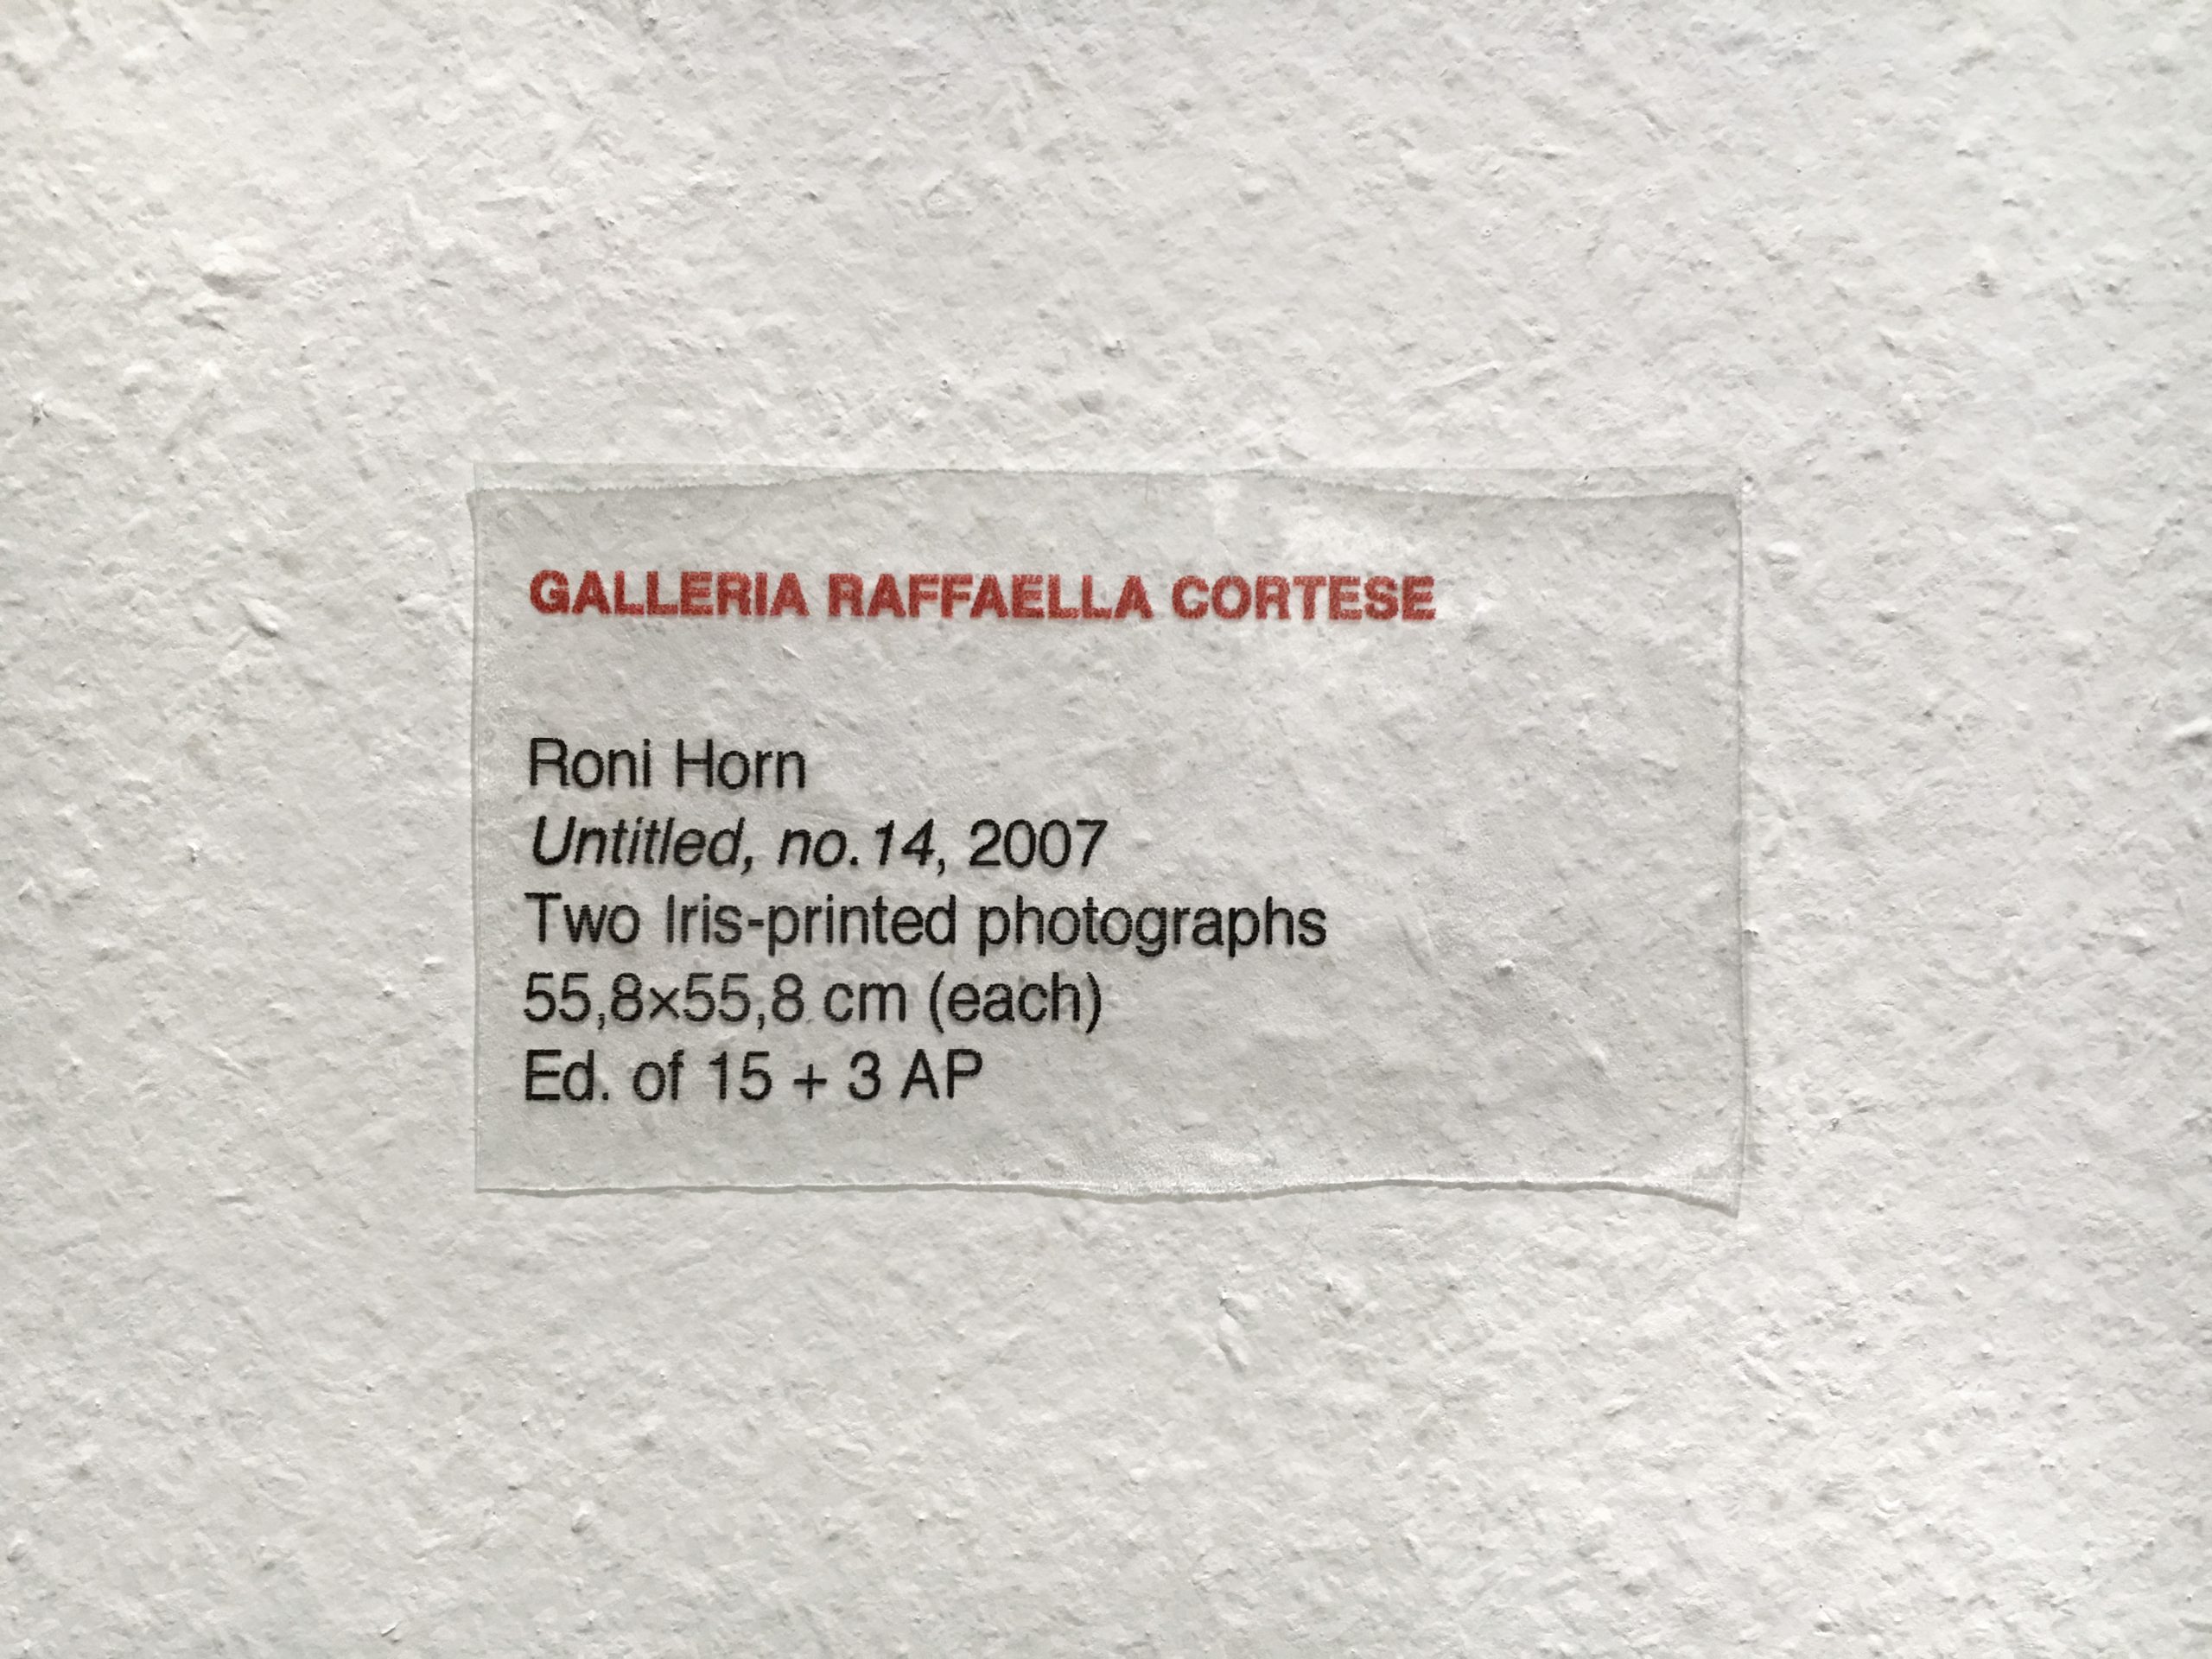 GALLERIA RAFFAELLA CORTESE
Roni Horn
Untitled, no.14, 2007
Two Iris-printed photographs
55,8×55,8 cm (each)
Ed. of 15 + 3 AP